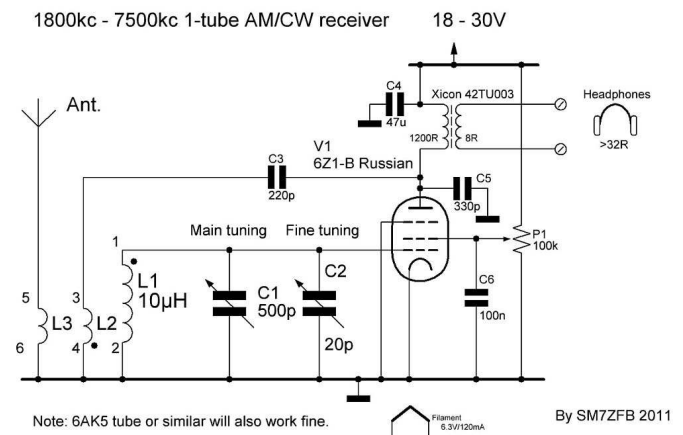 1800kc - 7500kc 1-tube AM/CW receiver
18 - 30V
Ant.
C4
47u
Xicon 42TU003
1200R
8R
Headphones
>32R
V1
6Z1-B Russian
C3
220p
C5
330p
P1
100k
Main tuning
Fine tuning
1
L1
10µH
2
C1
500p
C2
20p
C6
100n
5
L3
6
3
L2
4
Note: 6AK5 tube or similar will also work fine.
Filament
6.3V/120mA
By SM7ZFB 2011